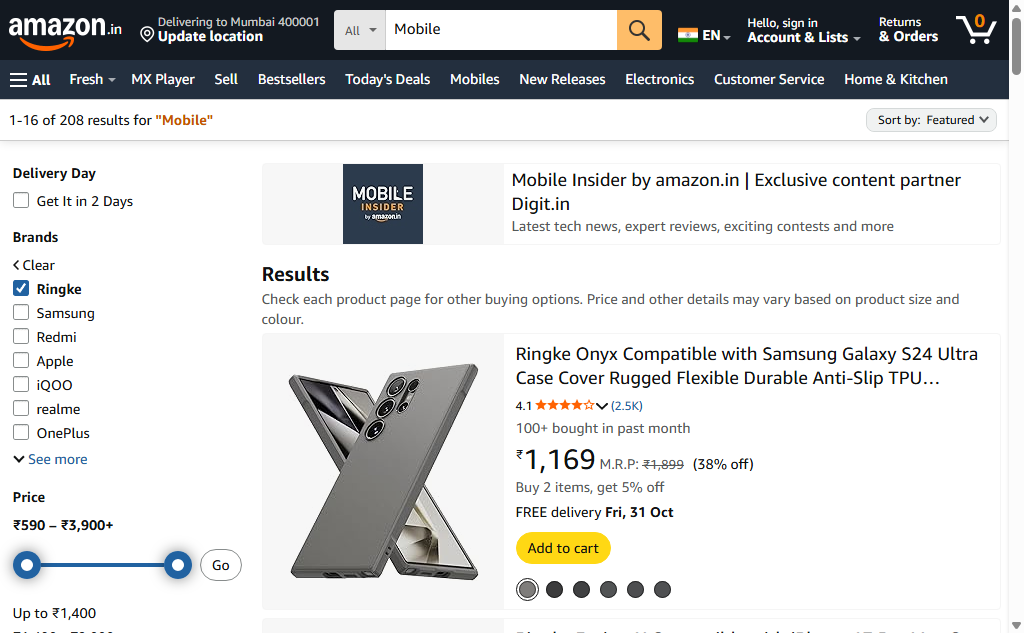 amazon.in
Delivering to Mumbai 400001
Update location
All
Mobile
EN
Hello, sign in
Account & Lists
Returns
& Orders
0
All
Fresh
MX Player
Sell
Bestsellers
Today's Deals
Mobiles
New Releases
Electronics
Customer Service
Home & Kitchen
1-16 of 208 results for "Mobile"
Sort by: Featured
Delivery Day
Get It in 2 Days
Brands
Clear
Ringke
Samsung
Redmi
Apple
iQOO
realme
OnePlus
See more
Price
₹590 – ₹3,900+
Go
Up to ₹1,400
MOBILE
INSIDER
by amazon.in
Mobile Insider by amazon.in | Exclusive content partner
Digit.in
Latest tech news, expert reviews, exciting contests and more
Results
Check each product page for other buying options. Price and other details may vary based on product size and
colour.
Ringke Onyx Compatible with Samsung Galaxy S24 Ultra
Case Cover Rugged Flexible Durable Anti-Slip TPU…
4.1 (2.5K)
100+ bought in past month
₹1,169 M.R.P: ₹1,899 (38% off)
Buy 2 items, get 5% off
FREE delivery Fri, 31 Oct
Add to cart